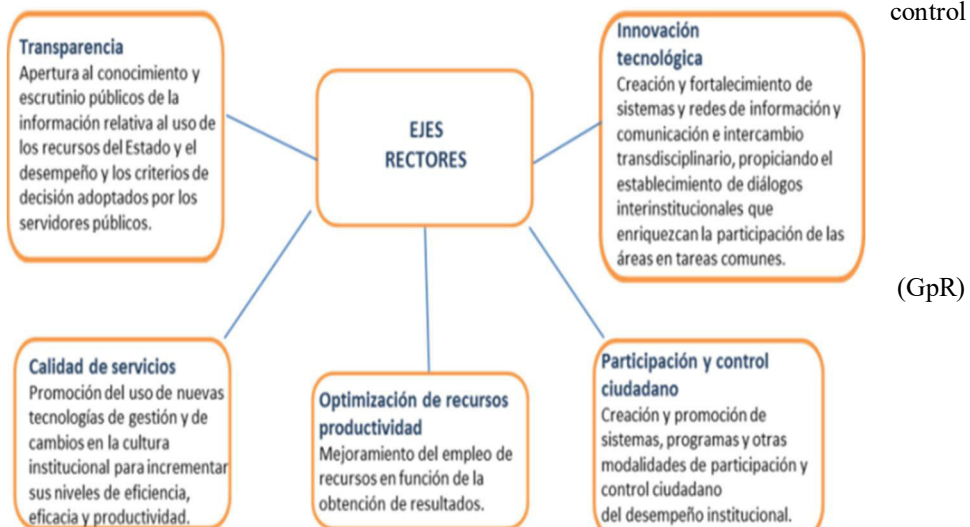 control
Transparencia
Apertura al conocimiento y
escrutinio públicos de la
información relativa al uso de
los recursos del Estado y el
desempeño y los criterios de
decisión adoptados por los
servidores públicos.
EJES
RECTORES
Innovación
tecnológica
Creación y fortalecimiento de
sistemas y redes de información y
comunicación e intercambio
transdisciplinario, propiciando el
establecimiento de diálogos
interinstitucionales que
enriquezcan la participación de las
áreas en tareas comunes.
(GpR)
Calidad de servicios
Promoción del uso de nuevas
tecnologías de gestión y de
cambios en la cultura
institucional para incrementar
sus niveles de eficiencia,
eficacia y productividad.
Optimización de recursos
productividad
Mejoramiento del empleo de
recursos en función de la
obtención de resultados.
Participación y control
ciudadano
Creación y promoción de
sistemas, programas y otras
modalidades de participación y
control ciudadano
del desempeño institucional.